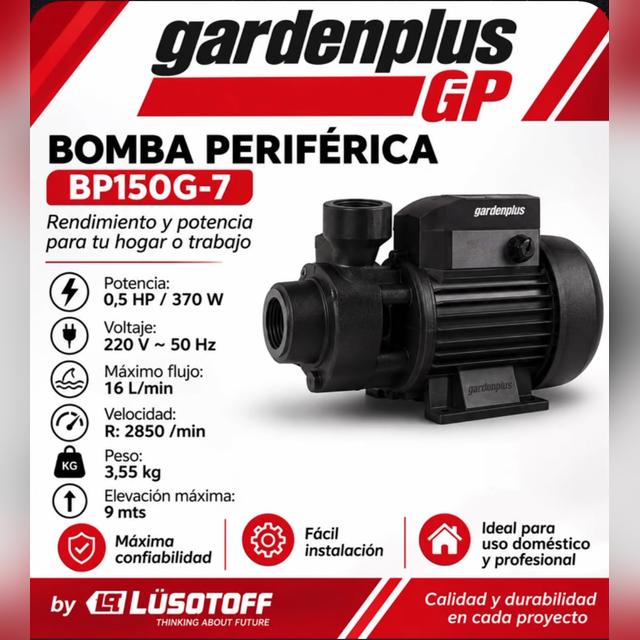 gardenplus
GP
BOMBA PERIFÉRICA
BP150G-7
Rendimiento y potencia
para tu hogar o trabajo
Potencia:
0,5 HP / 370 W
Voltaje:
220 V ~ 50 Hz
Máximo flujo:
16 L/min
Velocidad:
R: 2850 /min
KG
Peso:
3,55 kg
Elevación máxima:
9 mts
gardenplus
gardenplus
Máxima
confiabilidad
Fácil
instalación
Ideal para
uso doméstico
y profesional
by LÜSOTOFF
THINKING ABOUT FUTURE
Calidad y durabilidad
en cada proyecto